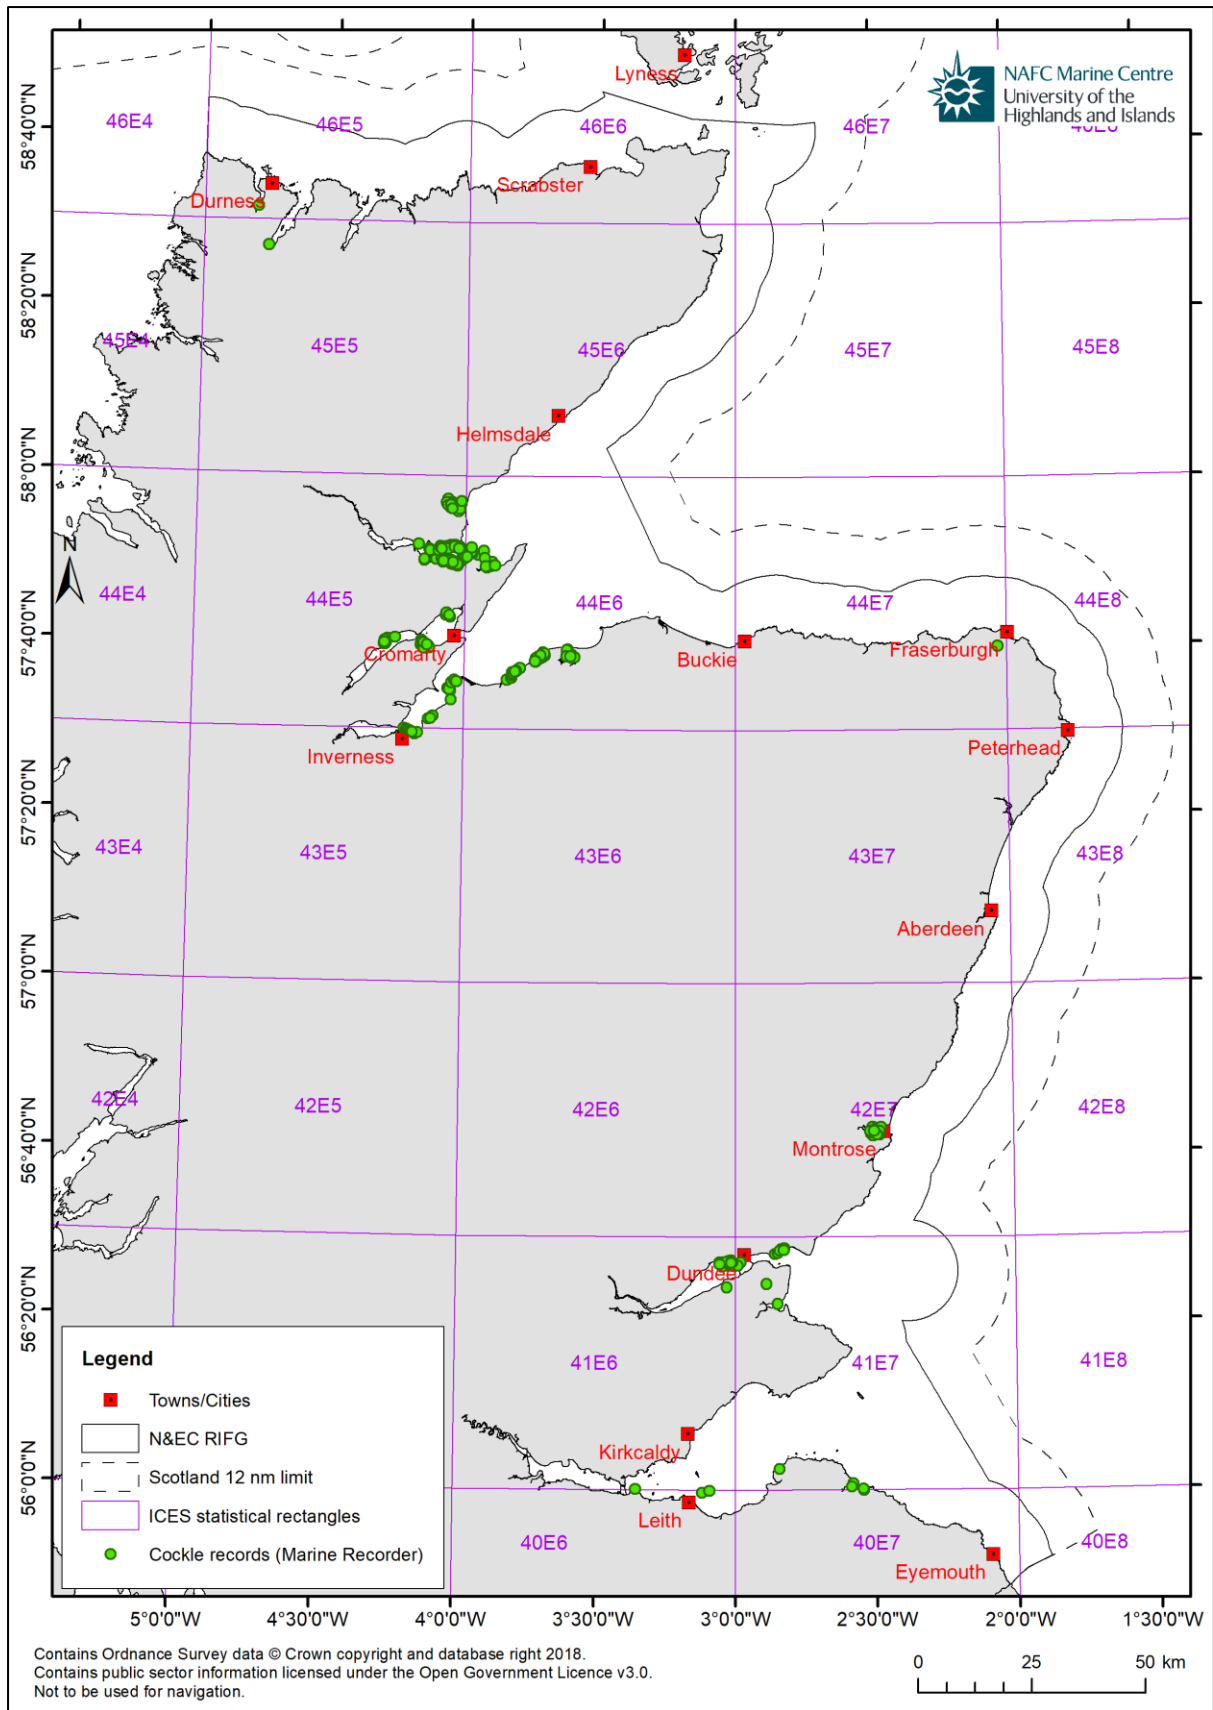 Lyness
NAFC Marine Centre
University of the
Highlands and Islands
46E4
46E5
46E6
46E7
46E8
58°40'0"N
Scrabster
Durness
58°20'0"N
45E4
45E5
45E6
45E7
45E8
Helmsdale
58°0'0"N
N
44E4
44E5
44E6
44E7
44E8
57°40'0"N
Cromarty
Buckie
Fraserburgh
Inverness
Peterhead
57°20'0"N
43E4
43E5
43E6
43E7
43E8
Aberdeen
57°0'0"N
42E4
42E5
42E6
42E7
42E8
56°40'0"N
Montrose
Dundee
56°20'0"N
41E6
41E7
41E8
Kirkcaldy
56°0'0"N
Leith
40E6
40E7
40E8
Eyemouth
Legend
Towns/Cities
N&EC RIFG
Scotland 12 nm limit
ICES statistical rectangles
Cockle records (Marine Recorder)
5°0'0"W
4°30'0"W
4°0'0"W
3°30'0"W
3°0'0"W
2°30'0"W
2°0'0"W
1°30'0"W
Contains Ordnance Survey data © Crown copyright and database right 2018.
Contains public sector information licensed under the Open Government Licence v3.0.
Not to be used for navigation.
0 25 50 km